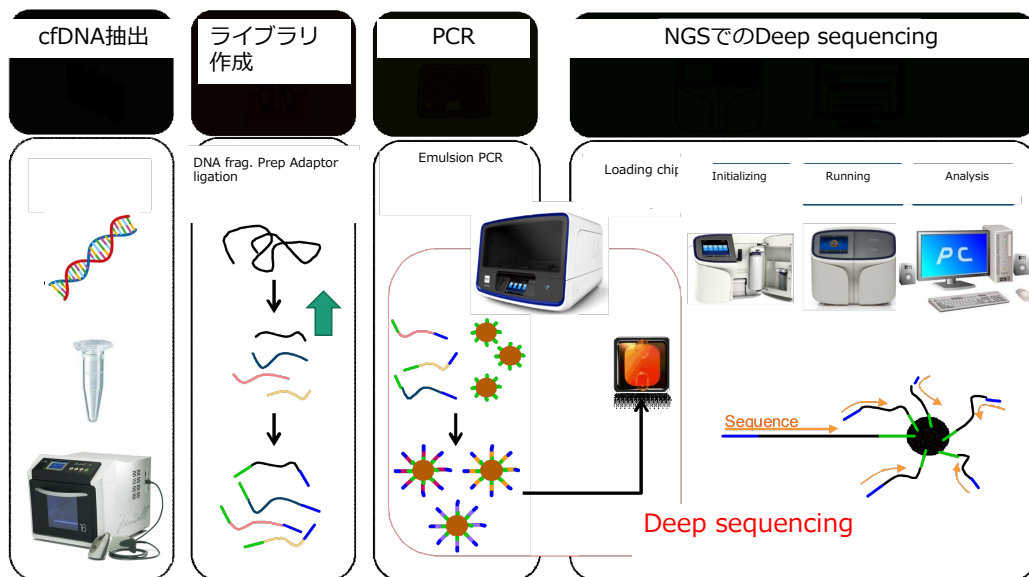 cfDNA抽出
ライブラリ
作成
PCR
NGSでのDeep sequencing
DNA frag. Prep Adaptor
ligation
Emulsion PCR
Loading chip
Initializing
Running
Analysis
PC
16
Sequence
Deep sequencing